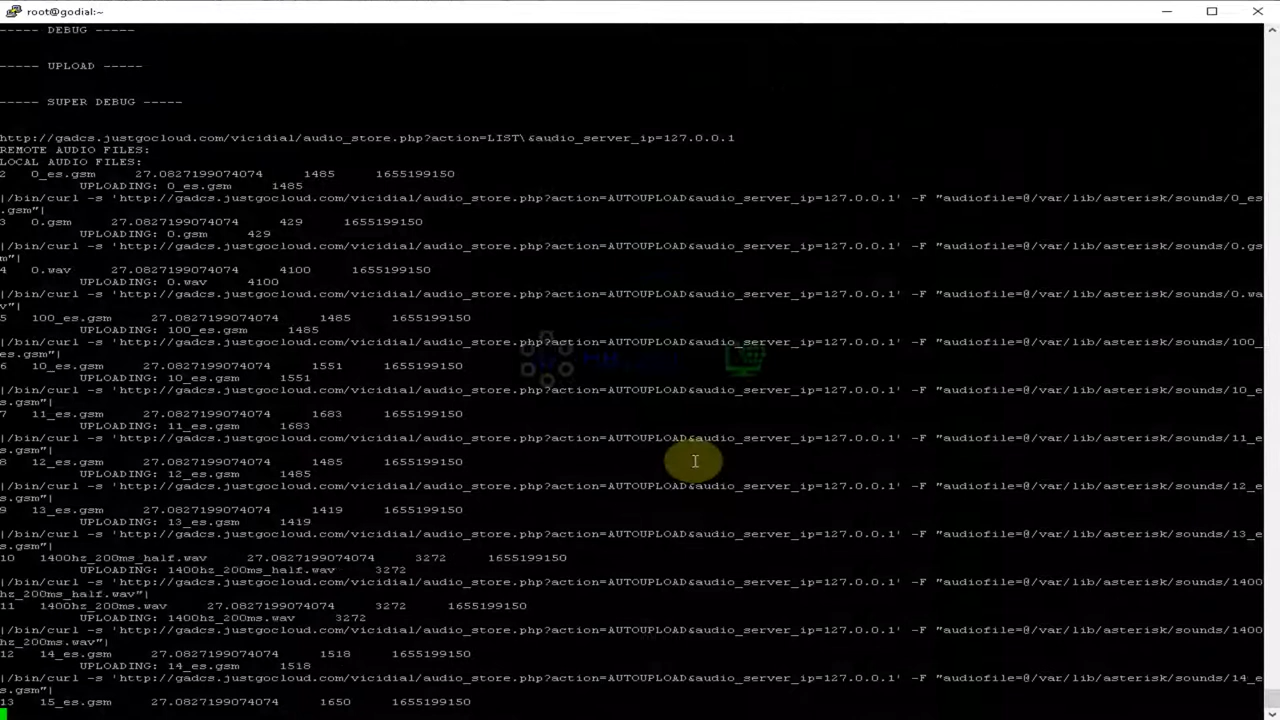 root@godial:~
----- DEBUG -----
----- UPLOAD -----
----- SUPER DEBUG -----
http://gadcs.justgocloud.com/vicidial/audio_store.php?action=LIST\&audio_server_ip=127.0.0.1
REMOTE AUDIO FILES:
LOCAL AUDIO FILES:
2 0_es.gsm 27.0827199074074 1485 1655199150
UPLOADING: 0_es.gsm 1485
|/bin/curl -s 'http://gadcs.justgocloud.com/vicidial/audio_store.php?action=AUTOUPLOAD&audio_server_ip=127.0.0.1' -F "audiofile=@/var/lib/asterisk/sounds/0_es
.gsm"|
3 0.gsm 27.0827199074074 429 1655199150
UPLOADING: 0.gsm 429
|/bin/curl -s 'http://gadcs.justgocloud.com/vicidial/audio_store.php?action=AUTOUPLOAD&audio_server_ip=127.0.0.1' -F "audiofile=@/var/lib/asterisk/sounds/0.gs
m"|
4 0.wav 27.0827199074074 4100 1655199150
UPLOADING: 0.wav 4100
|/bin/curl -s 'http://gadcs.justgocloud.com/vicidial/audio_store.php?action=AUTOUPLOAD&audio_server_ip=127.0.0.1' -F "audiofile=@/var/lib/asterisk/sounds/0.wa
v"|
5 100_es.gsm 27.0827199074074 1485 1655199150
UPLOADING: 100_es.gsm 1485
|/bin/curl -s 'http://gadcs.justgocloud.com/vicidial/audio_store.php?action=AUTOUPLOAD&audio_server_ip=127.0.0.1' -F "audiofile=@/var/lib/asterisk/sounds/100_
es.gsm"|
6 10_es.gsm 27.0827199074074 1551 1655199150
UPLOADING: 10_es.gsm 1551
|/bin/curl -s 'http://gadcs.justgocloud.com/vicidial/audio_store.php?action=AUTOUPLOAD&audio_server_ip=127.0.0.1' -F "audiofile=@/var/lib/asterisk/sounds/10_e
s.gsm"|
7 11_es.gsm 27.0827199074074 1683 1655199150
UPLOADING: 11_es.gsm 1683
|/bin/curl -s 'http://gadcs.justgocloud.com/vicidial/audio_store.php?action=AUTOUPLOAD&audio_server_ip=127.0.0.1' -F "audiofile=@/var/lib/asterisk/sounds/11_e
s.gsm"|
8 12_es.gsm 27.0827199074074 1485 1655199150
UPLOADING: 12_es.gsm 1485
|/bin/curl -s 'http://gadcs.justgocloud.com/vicidial/audio_store.php?action=AUTOUPLOAD&audio_server_ip=127.0.0.1' -F "audiofile=@/var/lib/asterisk/sounds/12_e
s.gsm"|
9 13_es.gsm 27.0827199074074 1419 1655199150
UPLOADING: 13_es.gsm 1419
|/bin/curl -s 'http://gadcs.justgocloud.com/vicidial/audio_store.php?action=AUTOUPLOAD&audio_server_ip=127.0.0.1' -F "audiofile=@/var/lib/asterisk/sounds/13_e
s.gsm"|
10 1400hz_200ms_half.wav 27.0827199074074 3272 1655199150
UPLOADING: 1400hz_200ms_half.wav 3272
|/bin/curl -s 'http://gadcs.justgocloud.com/vicidial/audio_store.php?action=AUTOUPLOAD&audio_server_ip=127.0.0.1' -F "audiofile=@/var/lib/asterisk/sounds/1400
hz_200ms_half.wav"|
11 1400hz_200ms.wav 27.0827199074074 3272 1655199150
UPLOADING: 1400hz_200ms.wav 3272
|/bin/curl -s 'http://gadcs.justgocloud.com/vicidial/audio_store.php?action=AUTOUPLOAD&audio_server_ip=127.0.0.1' -F "audiofile=@/var/lib/asterisk/sounds/1400
hz_200ms.wav"|
12 14_es.gsm 27.0827199074074 1518 1655199150
UPLOADING: 14_es.gsm 1518
|/bin/curl -s 'http://gadcs.justgocloud.com/vicidial/audio_store.php?action=AUTOUPLOAD&audio_server_ip=127.0.0.1' -F "audiofile=@/var/lib/asterisk/sounds/14_e
s.gsm"|
13 15_es.gsm 27.0827199074074 1650 1655199150